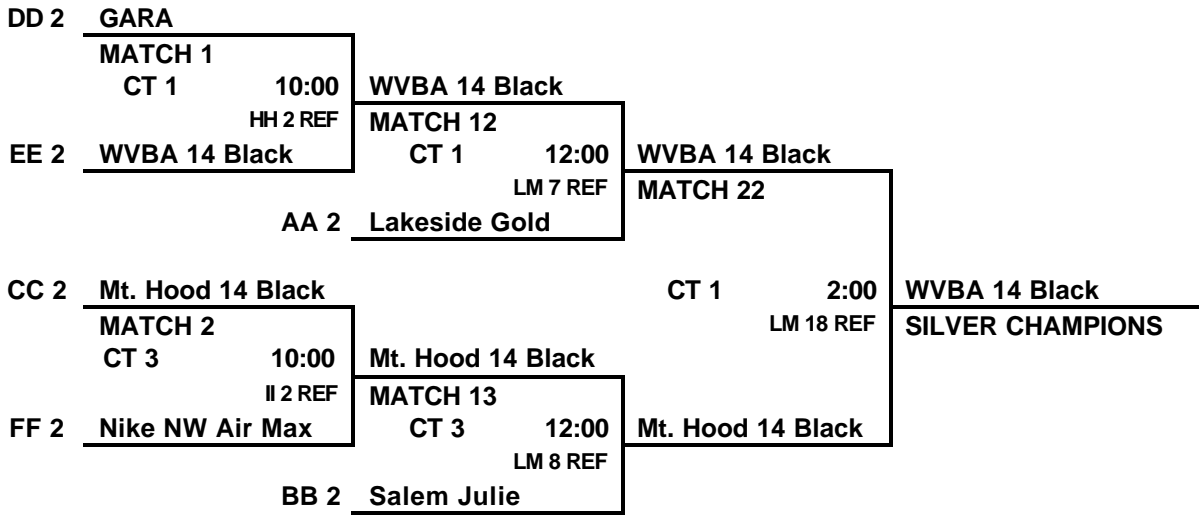 DD 2 GARA
MATCH 1
CT 1 10:00 WVBA 14 Black
HH 2 REF MATCH 12
EE 2 WVBA 14 Black CT 1 12:00 WVBA 14 Black
LM 7 REF MATCH 22
AA 2 Lakeside Gold
CC 2 Mt. Hood 14 Black CT 1 2:00 WVBA 14 Black
MATCH 2 LM 18 REF SILVER CHAMPIONS
CT 3 10:00 Mt. Hood 14 Black
II 2 REF MATCH 13
FF 2 Nike NW Air Max CT 3 12:00 Mt. Hood 14 Black
LM 8 REF
BB 2 Salem Julie